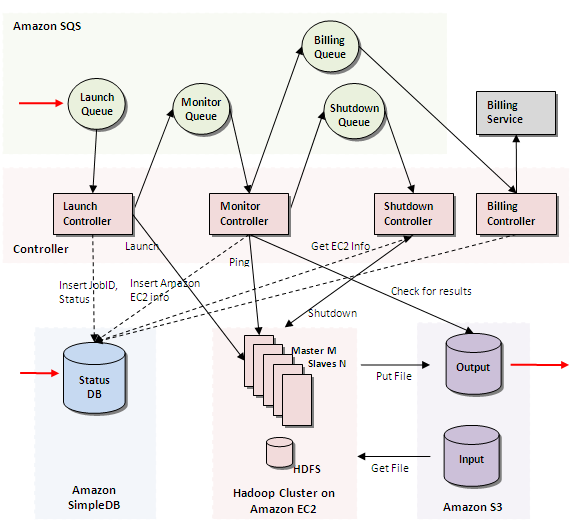 Amazon SQS
Billing
Queue
Launch
Queue
Monitor
Queue
Shutdown
Queue
Billing
Service
Launch
Controller
Monitor
Controller
Shutdown
Controller
Billing
Controller
Controller
Launch
Ping
Get EC2 Info
Insert JobID,
Status
Insert Amazon
EC2 info
Check for results
Shutdown
Master M
Slaves N
Status
DB
Output
Put File
Input
HDFS
Get File
Amazon
SimpleDB
Hadoop Cluster on
Amazon EC2
Amazon S3